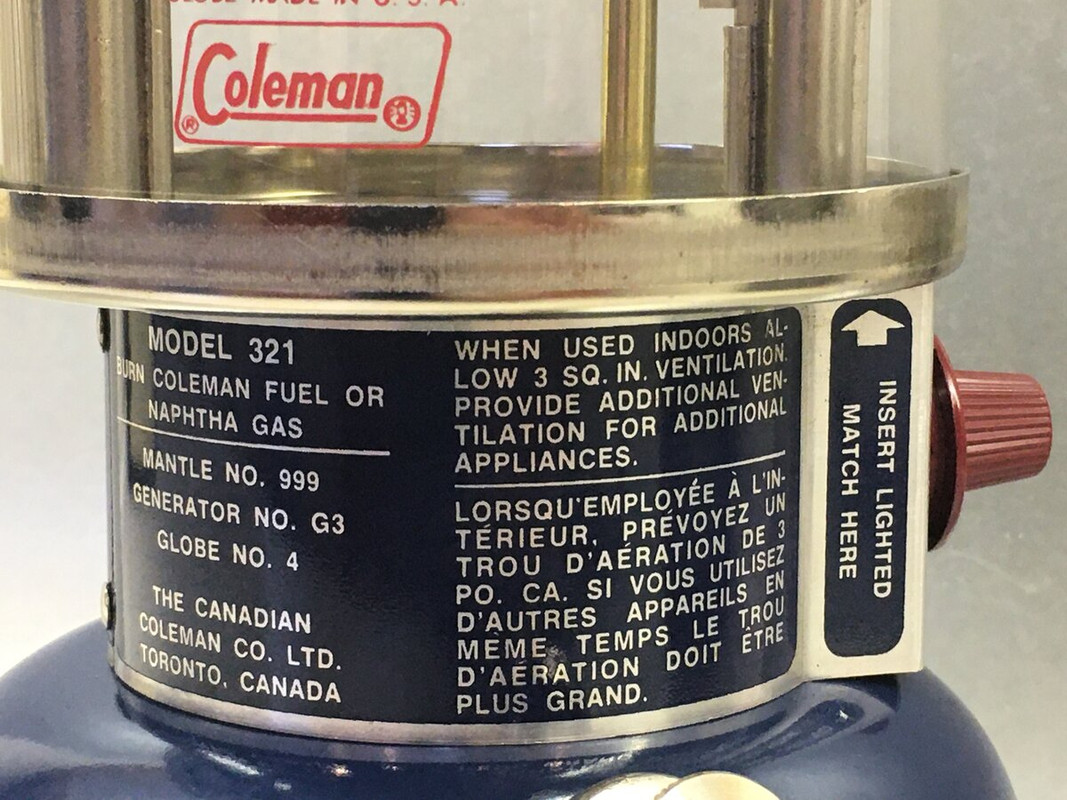 GLOBE MADE IN U. S. A.
Coleman
®
MODEL 321
BURN COLEMAN FUEL OR
NAPHTHA GAS
MANTLE NO. 999
GENERATOR NO. G3
GLOBE NO. 4
THE CANADIAN
COLEMAN CO. LTD.
TORONTO, CANADA
WHEN USED INDOORS AL-
LOW 3 SQ. IN. VENTILATION.
PROVIDE ADDITIONAL VEN-
TILATION FOR ADDITIONAL
APPLIANCES.
LORSQU'EMPLOYÉE À L'IN-
TÉRIEUR, PRÉVOYEZ UN
TROU D'AÉRATION DE 3
PO. CA. SI VOUS UTILISEZ
D'AUTRES APPAREILS EN
MÊME TEMPS LE TROU
D'AÉRATION DOIT ÊTRE
PLUS GRAND.
INSERT LIGHTED
MATCH HERE